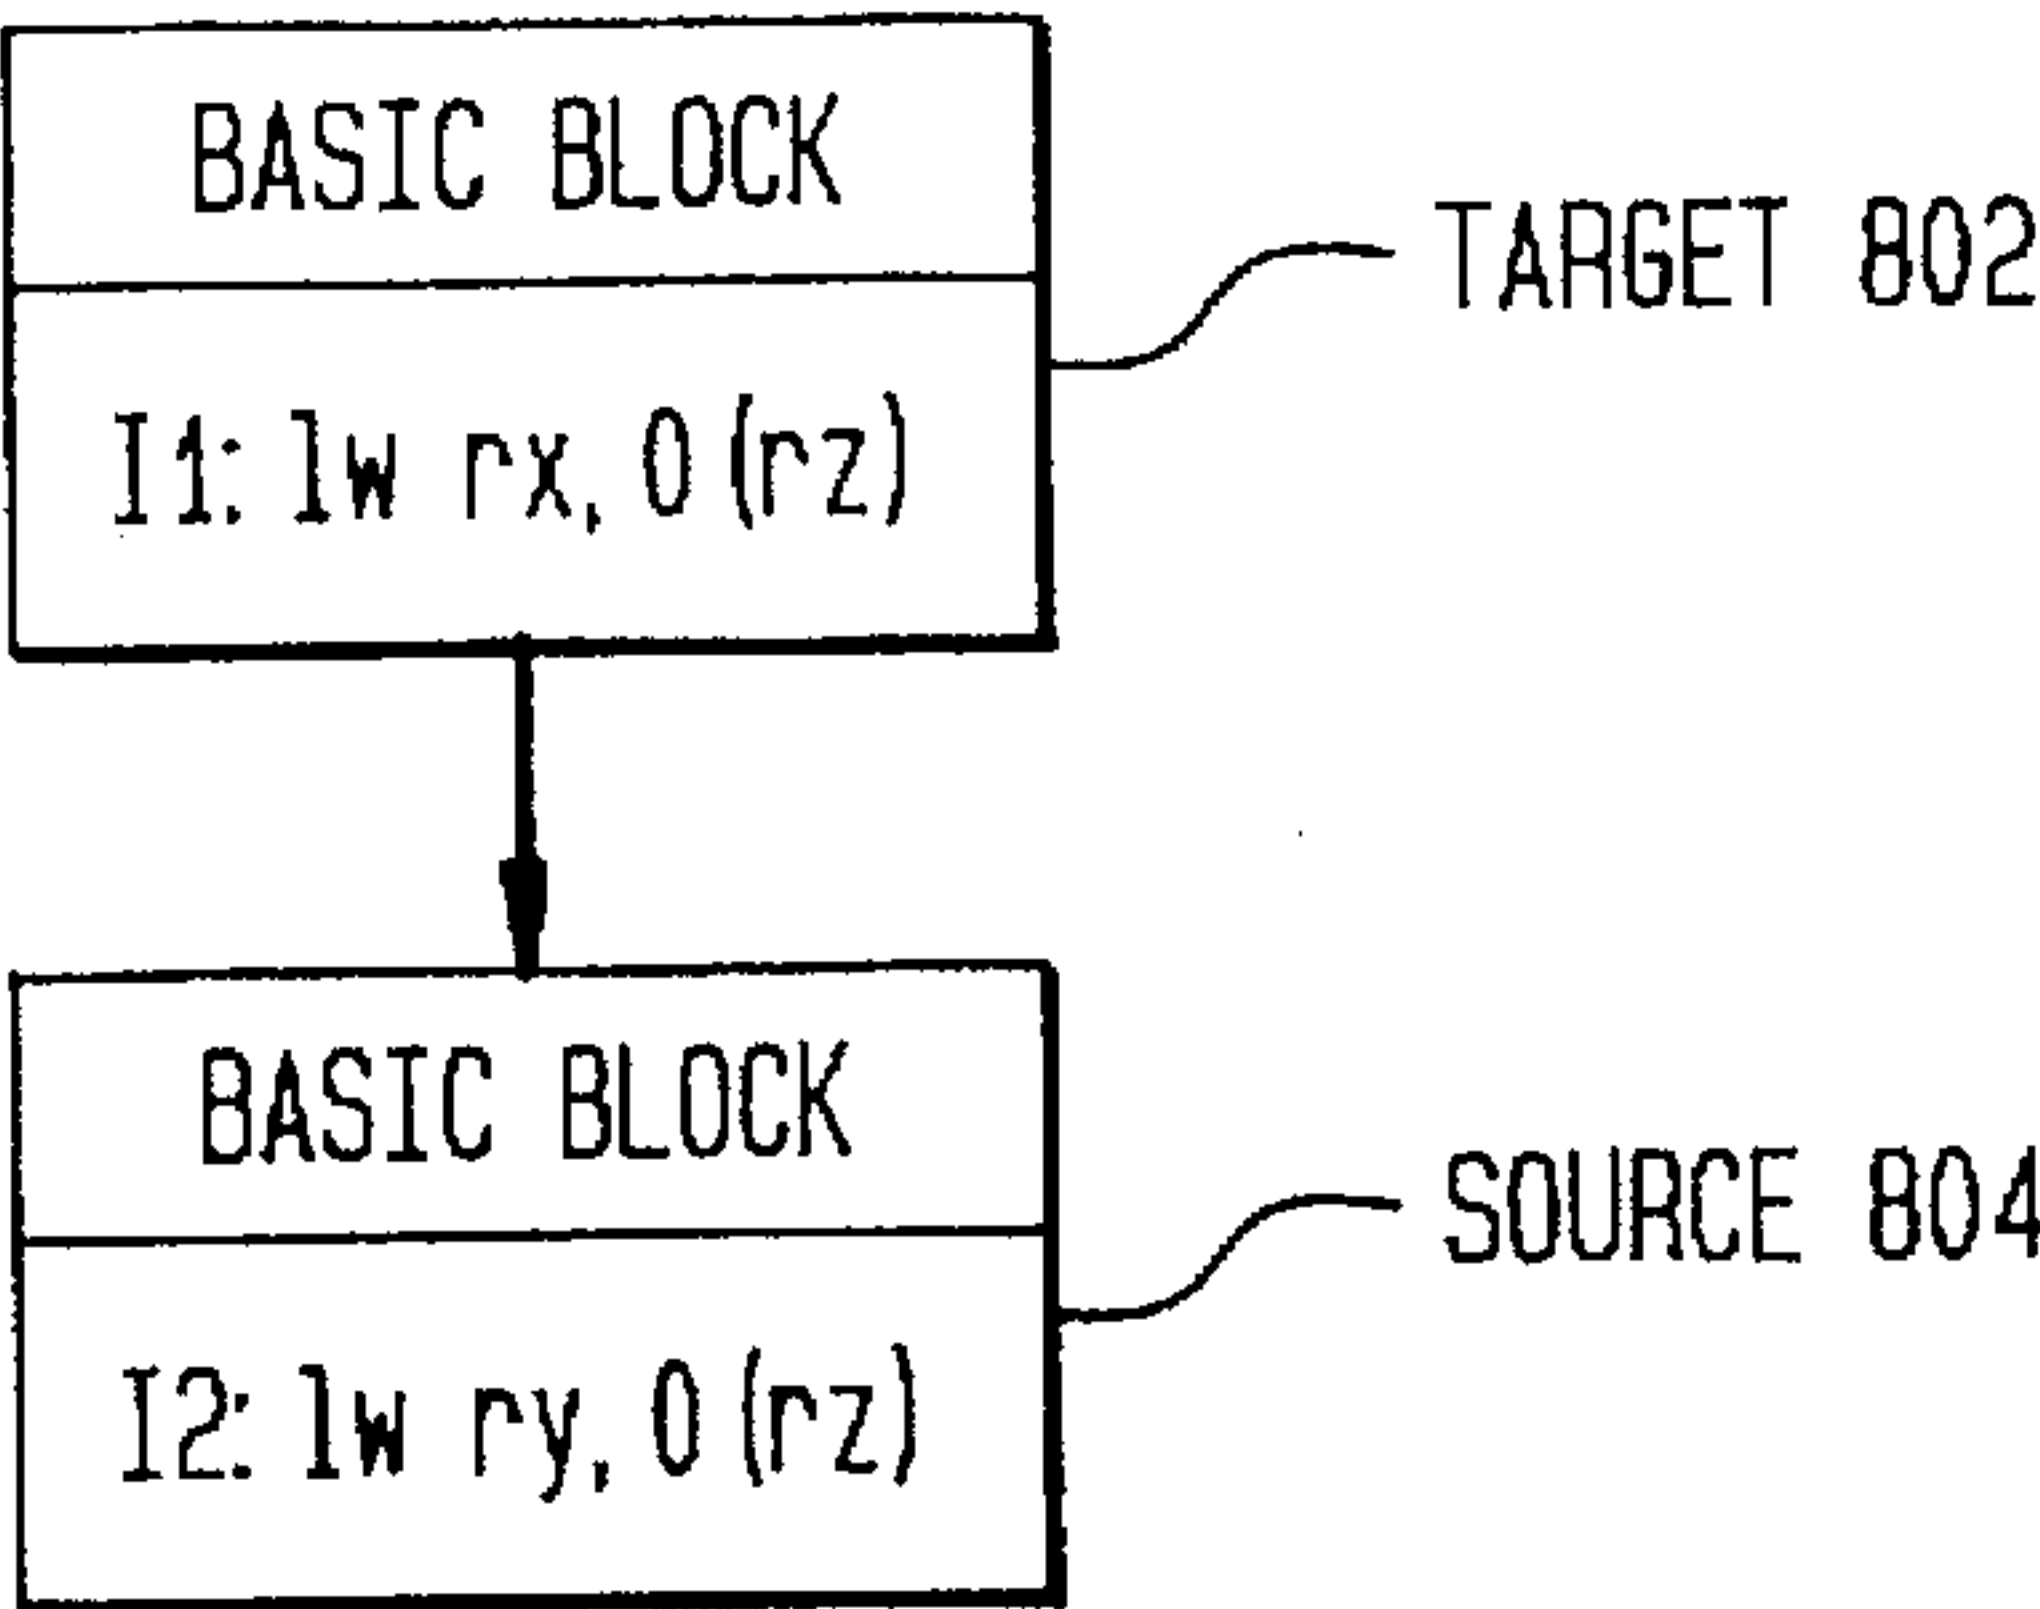 BASIC BLOCK
TARGET 802
I1: lw rx, 0 (rz)
BASIC BLOCK
SOURCE 804
I2: lw ry, 0 (rz)